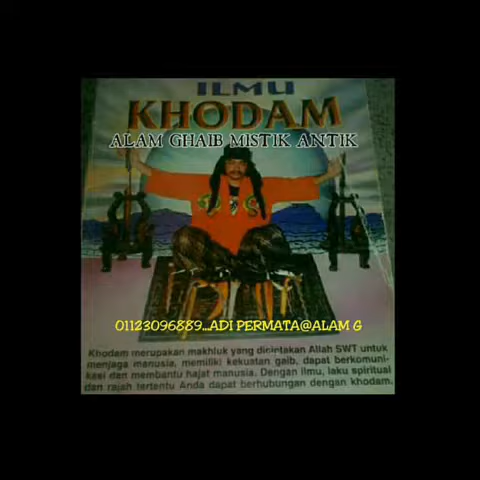 ILMU
KHODAM
ALAM GHAIB MISTIK ANTIK
01123096889...ADI PERMATA@ALAM G
Khodam merupakan makhluk yang diciptakan Allah SWT untuk
menjaga manusia, memiliki kekuatan gaib, dapat berkomuni-
kasi dan membantu hajat manusia. Dengan ilmu, laku spiritual
dan rajah tertentu Anda dapat berhubungan dengan khodam.